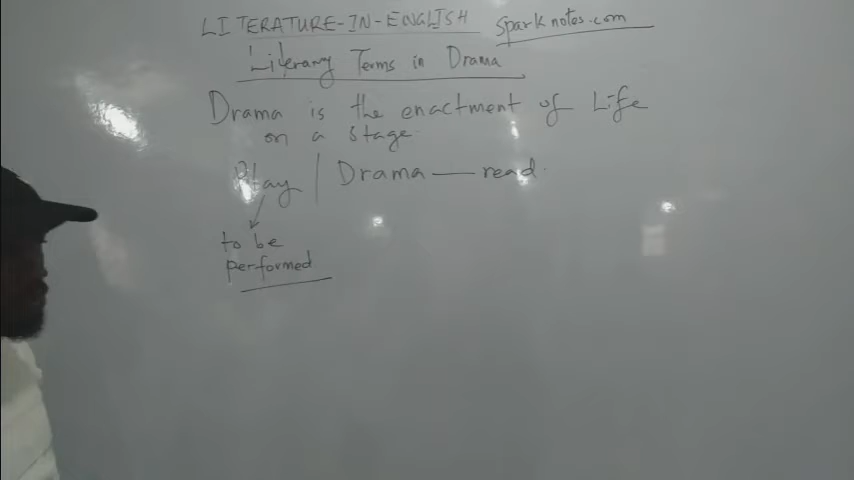 LITERATURE-IN-ENGLISH sparknotes.com
Literary Terms in Drama
Drama is the enactment of Life
on a stage.
Play | Drama — read.
to be
performed